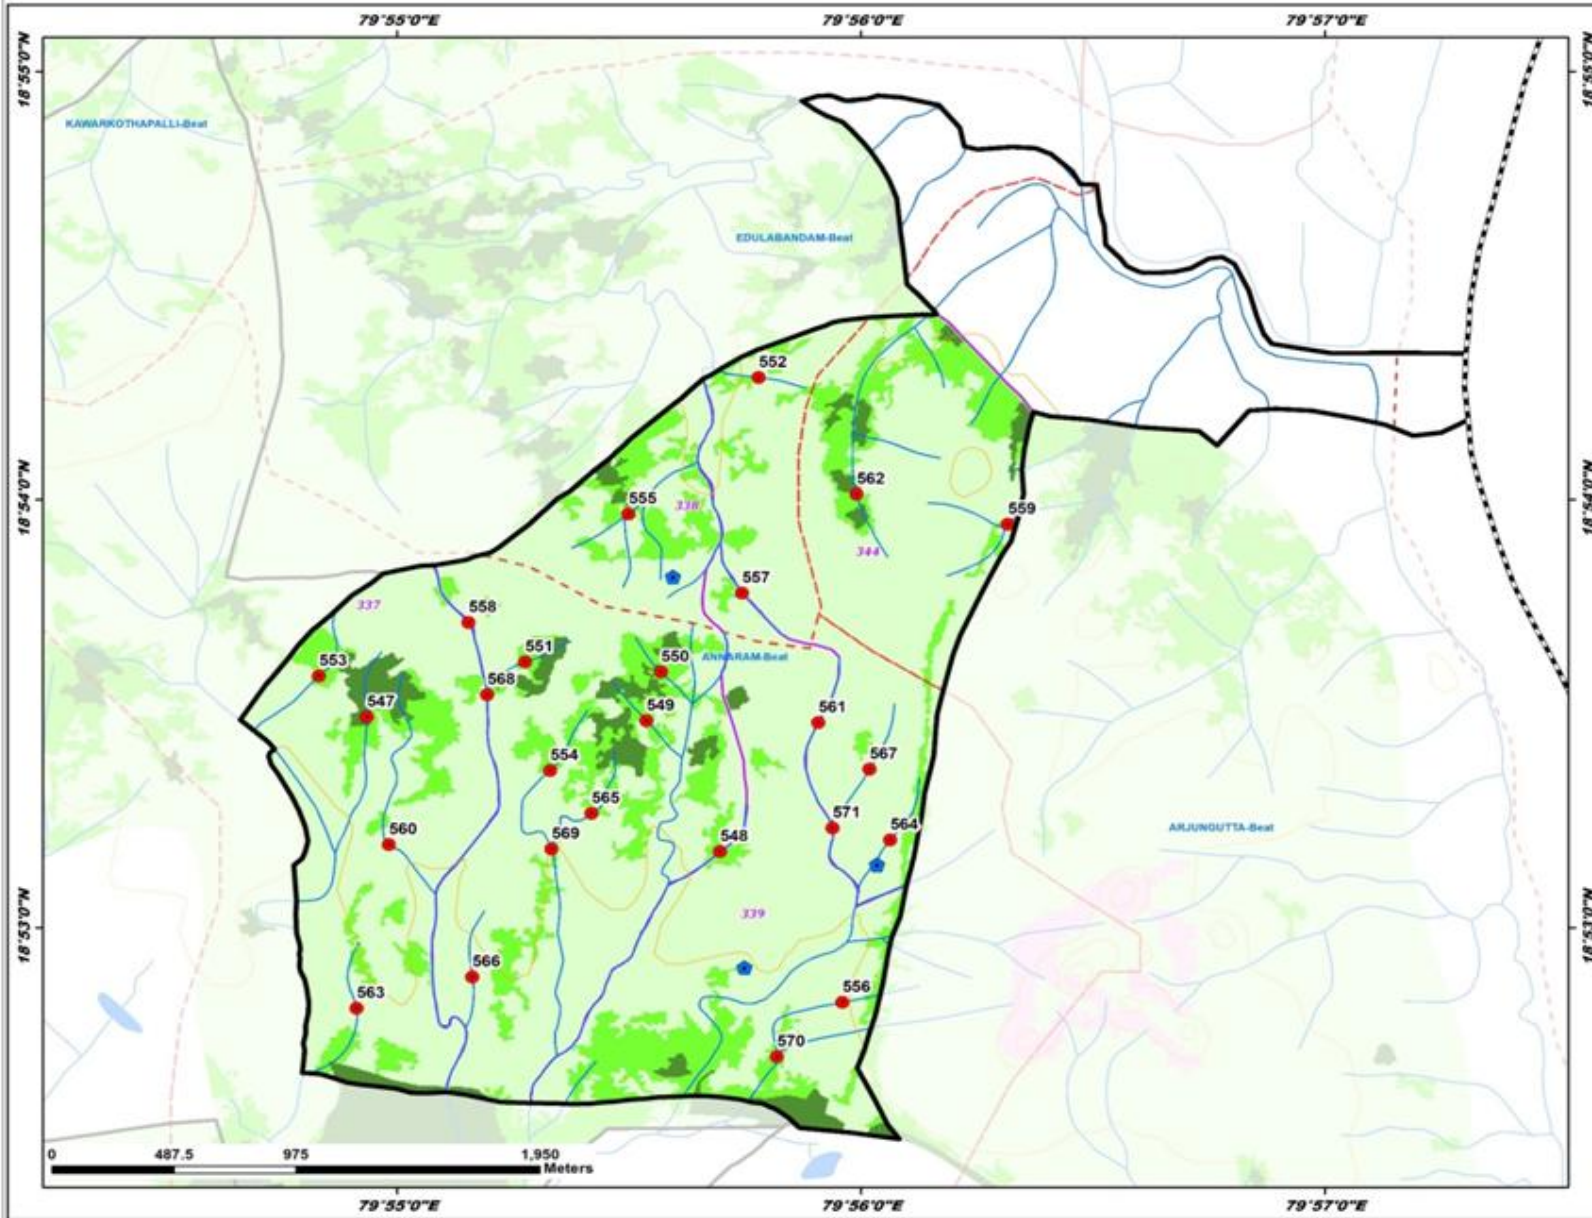 79°55'0"E 79°56'0"E 79°57'0"E
18°55'0"N 18°55'0"N
KAWARKOTHAPALLI-Beat
EDULABANDAM-Beat
552
562
18°54'0"N 555 338 559 18°54'0"N
344
557
337
558
551 550 ANNARAM-Beat
553
568
547 549 561
554 567
565
560 569 548 571 564 ARJUNGUTTA-Beat
339
18°53'0"N 18°53'0"N
566
563 556
570
0 487.5 975 1,950
Meters
79°55'0"E 79°56'0"E 79°57'0"E